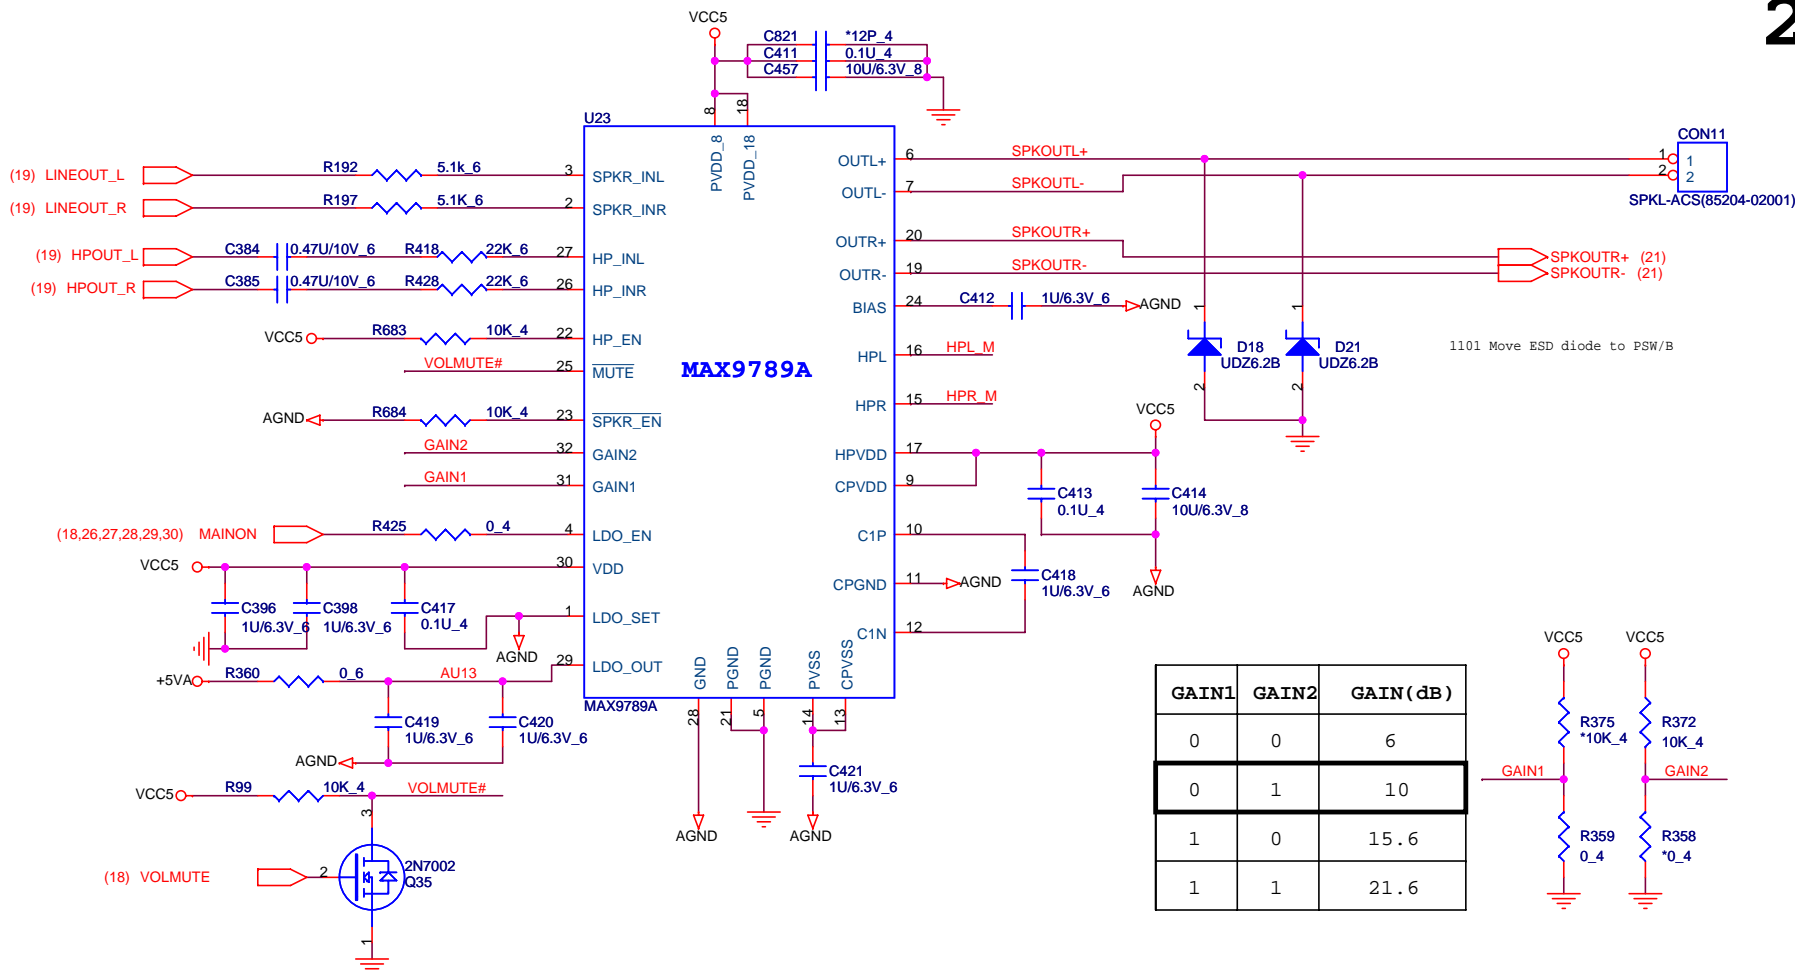 2
VCC5
C821 *12P_4
C411 0.1U_4
C457 10U/6.3V_8
8 18
U23
PVDD_8 PVDD_18
(19) LINEOUT_L R192 5.1k_6 3 SPKR_INL
(19) LINEOUT_R R197 5.1K_6 2 SPKR_INR
(19) HPOUT_L C384 0.47U/10V_6 R418 22K_6 27 HP_INL
(19) HPOUT_R C385 0.47U/10V_6 R428 22K_6 26 HP_INR
VCC5 R683 10K_4 22 HP_EN
VOLMUTE# 25 MUTE
AGND R684 10K_4 23 SPKR_EN
GAIN2 32 GAIN2
GAIN1 31 GAIN1
(18,26,27,28,29,30) MAINON R425 0_4 4 LDO_EN
VCC5 30 VDD
C396 1U/6.3V_6
C398 1U/6.3V_6
C417 0.1U_4
1 LDO_SET
AGND
+5VA R360 0_6 AU13 29 LDO_OUT
C419 1U/6.3V_6
C420 1U/6.3V_6
AGND
MAX9789A
MAX9789A
OUTL+ 6 SPKOUTL+
OUTL- 7 SPKOUTL-
OUTR+ 20 SPKOUTR+
OUTR- 19 SPKOUTR-
BIAS 24 C412 1U/6.3V_6 AGND
HPL 16 HPL_M
HPR 15 HPR_M
HPVDD 17
CPVDD 9
C1P 10
CPGND 11 AGND
C1N 12
C418 1U/6.3V_6
VCC5
C413 0.1U_4
C414 10U/6.3V_8
AGND
CON11
1 1
2 2
SPKL-ACS(85204-02001)
SPKOUTR+ (21)
SPKOUTR- (21)
1 1
D18 UDZ6.2B
D21 UDZ6.2B
2 2
1101 Move ESD diode to PSW/B
GND PGND PGND PVSS CPVSS
28 21 5 14 13
C421 1U/6.3V_6
AGND AGND
VCC5 R99 10K_4 VOLMUTE#
3
(18) VOLMUTE 2
2N7002
Q35
1
GAIN1 GAIN2 GAIN(dB)
0 0 6
0 1 10
1 0 15.6
1 1 21.6
VCC5 VCC5
R375 *10K_4
R372 10K_4
GAIN1 GAIN2
R359 0_4
R358 *0_4